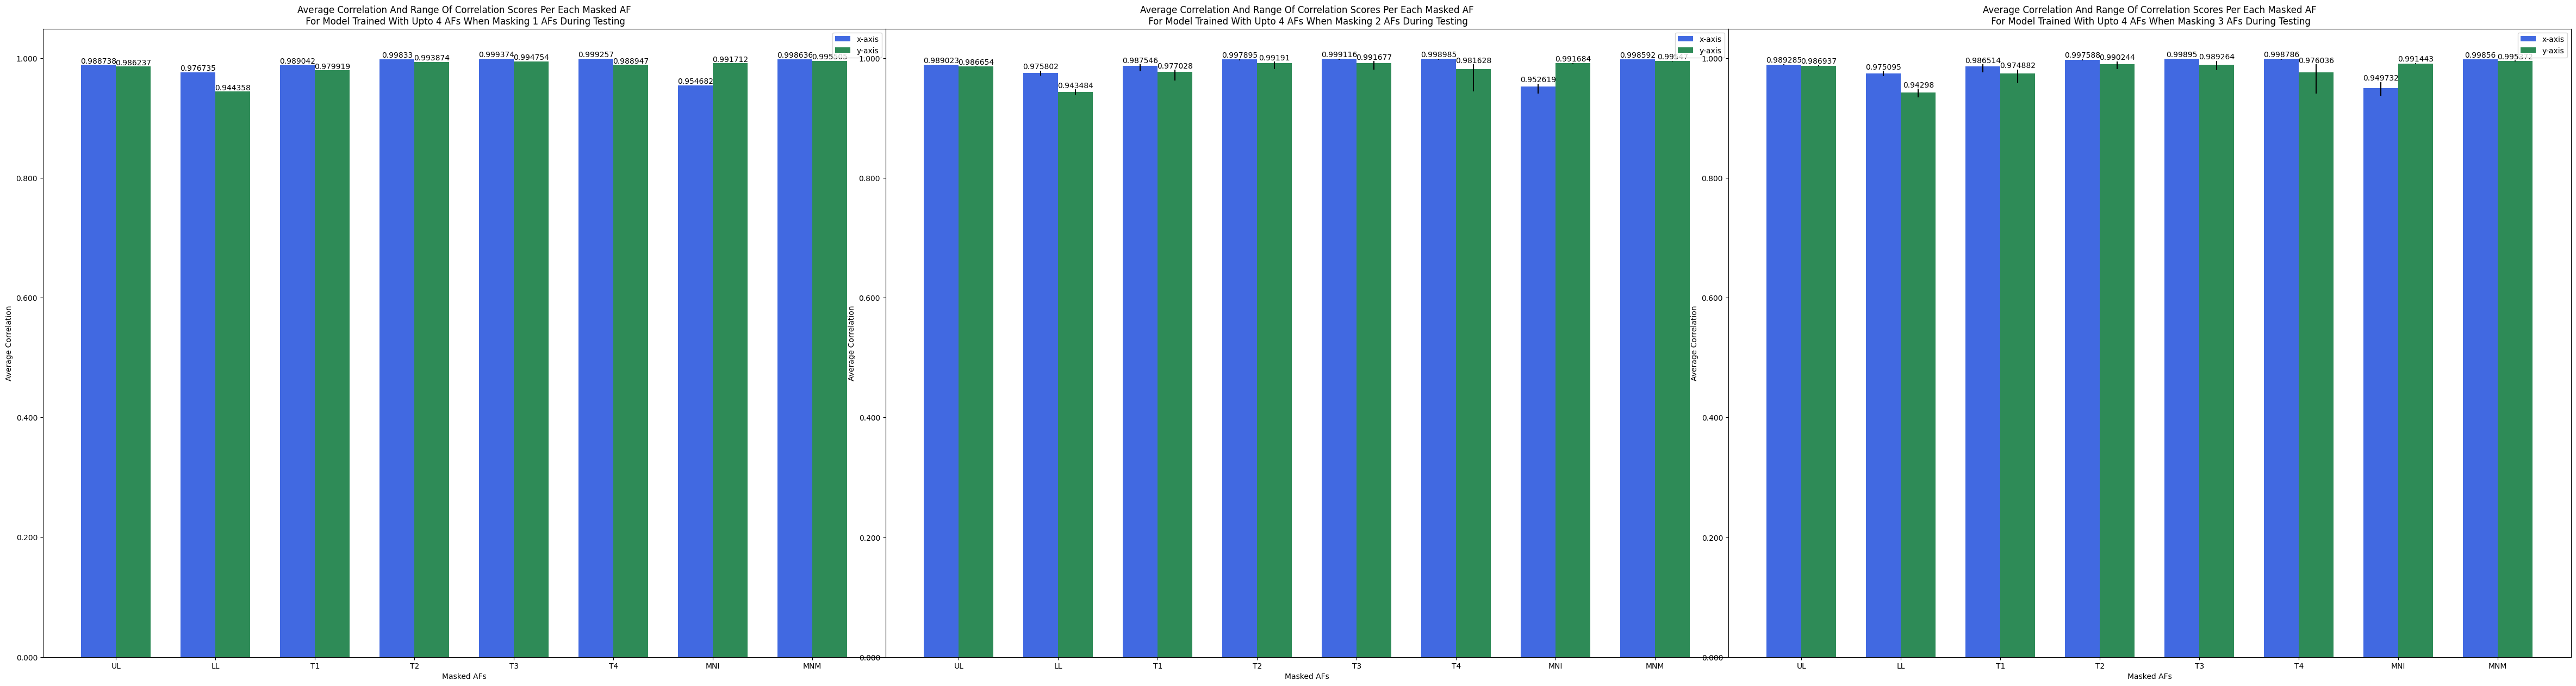 Average Correlation And Range Of Correlation Scores Per Each Masked AF
For Model Trained With Upto 4 AFs When Masking 1 AFs During Testing
x-axis
y-axis
1.000
0.800
0.600
0.400
0.200
0.000
Average Correlation
0.988738
0.986237
0.976735
0.944358
0.989042
0.979919
0.99833
0.993874
0.999374
0.994754
0.999257
0.988947
0.954682
0.991712
0.998636
UL
LL
T1
T2
T3
T4
MNI
MNM
Masked AFs
Average Correlation And Range Of Correlation Scores Per Each Masked AF
For Model Trained With Upto 4 AFs When Masking 2 AFs During Testing
x-axis
y-axis
1.000
0.800
0.600
0.400
0.200
0.000
Average Correlation
0.989023
0.986654
0.975802
0.943484
0.987546
0.977028
0.997895
0.99191
0.999116
0.991677
0.998985
0.981628
0.952619
0.991684
0.998592
UL
LL
T1
T2
T3
T4
MNI
MNM
Masked AFs
Average Correlation And Range Of Correlation Scores Per Each Masked AF
For Model Trained With Upto 4 AFs When Masking 3 AFs During Testing
x-axis
y-axis
1.000
0.800
0.600
0.400
0.200
0.000
Average Correlation
0.989285
0.986937
0.975095
0.94298
0.986514
0.974882
0.997588
0.990244
0.99895
0.989264
0.998786
0.976036
0.949732
0.991443
0.99856
UL
LL
T1
T2
T3
T4
MNI
MNM
Masked AFs